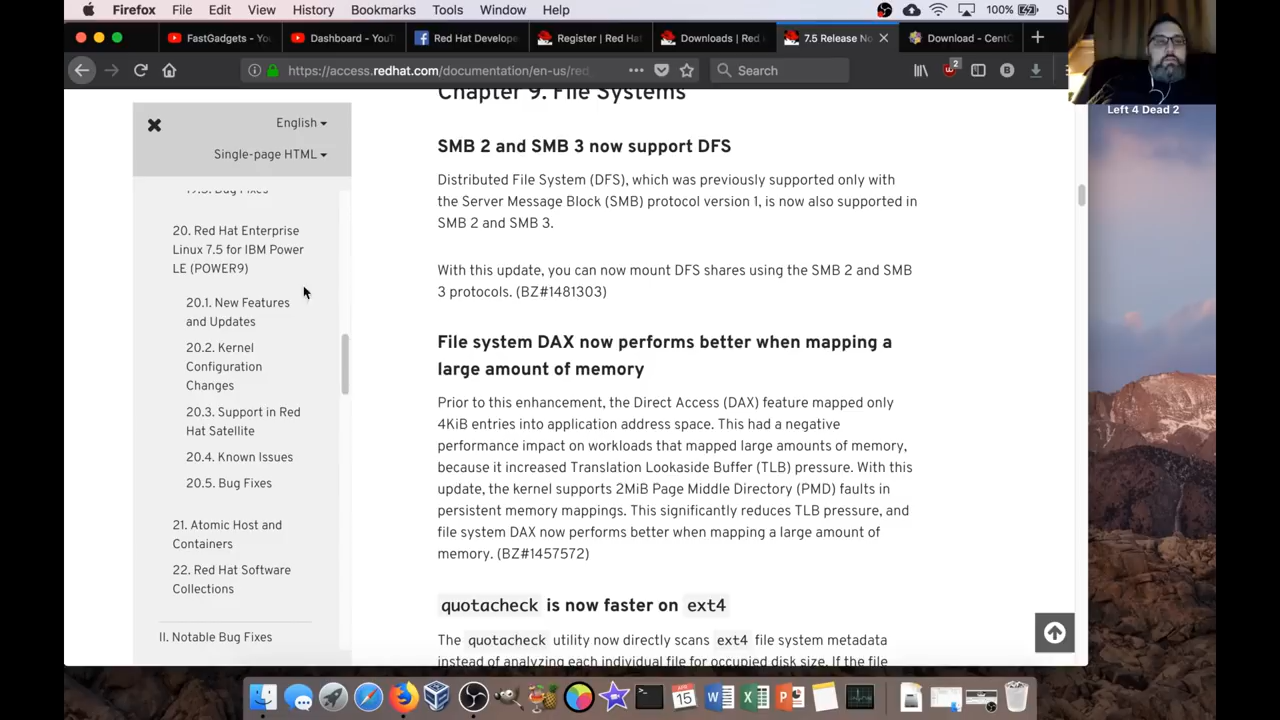 Firefox File Edit View History Bookmarks Tools Window Help 100%
FastGadgets - Yo
Dashboard - YouT
Red Hat Develope
Register | Red Ha
Downloads | Red
7.5 Release No
Download - CentO
https://access.redhat.com/documentation/en-us/red
Search
2
Left 4 Dead 2
English
Single-page HTML
19.5. Bug Fixes
20. Red Hat Enterprise
Linux 7.5 for IBM Power
LE (POWER9)
20.1. New Features
and Updates
20.2. Kernel
Configuration
Changes
20.3. Support in Red
Hat Satellite
20.4. Known Issues
20.5. Bug Fixes
21. Atomic Host and
Containers
22. Red Hat Software
Collections
II. Notable Bug Fixes
Chapter 9. File Systems
SMB 2 and SMB 3 now support DFS
Distributed File System (DFS), which was previously supported only with
the Server Message Block (SMB) protocol version 1, is now also supported in
SMB 2 and SMB 3.
With this update, you can now mount DFS shares using the SMB 2 and SMB
3 protocols. (BZ#1481303)
File system DAX now performs better when mapping a
large amount of memory
Prior to this enhancement, the Direct Access (DAX) feature mapped only
4KiB entries into application address space. This had a negative
performance impact on workloads that mapped large amounts of memory,
because it increased Translation Lookaside Buffer (TLB) pressure. With this
update, the kernel supports 2MiB Page Middle Directory (PMD) faults in
persistent memory mappings. This significantly reduces TLB pressure, and
file system DAX now performs better when mapping a large amount of
memory. (BZ#1457572)
quotacheck is now faster on ext4
The quotacheck utility now directly scans ext4 file system metadata
instead of analyzing each individual file for occupied disk size. If the file
APR
15